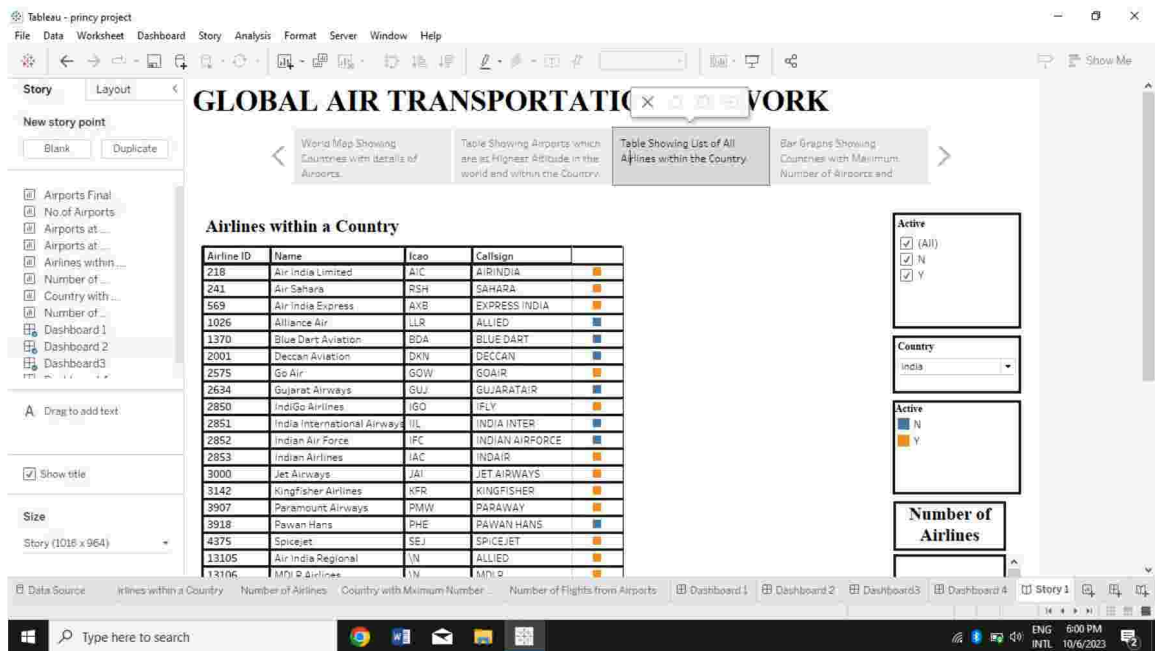 Tableau - princy project
File Data Worksheet Dashboard Story Analysis Format Server Window Help
Show Me
Story Layout
New story point
Blank Duplicate
Airports Final
No.of Airports
Airports at ...
Airports at ...
Airlines within ...
Number of ...
Country with ...
Number of ...
Dashboard 1
Dashboard 2
Dashboard3
A Drag to add text
Show title
Size
Story (1016 x 964)
GLOBAL AIR TRANSPORTATIO WORK
World Map Showing
Countries with details of
Airports.
Table Showing Airports which
are at Highest Altitude in the
world and within the Country.
Table Showing List of All
Airlines within the Country
Bar Graphs Showing
Countries with Maximum
Number of Airports and
Airlines within a Country
Airline ID Name Icao Callsign
218 Air India Limited AIC AIRINDIA
241 Air Sahara RSH SAHARA
569 Air India Express AXB EXPRESS INDIA
1026 Alliance Air LLR ALLIED
1370 Blue Dart Aviation BDA BLUE DART
2001 Deccan Aviation DKN DECCAN
2575 Go Air GOW GOAIR
2634 Gujarat Airways GUJ GUJARATAIR
2850 IndiGo Airlines IGO IFLY
2851 India International Airways IIL INDIA INTER
2852 Indian Air Force IFC INDIAN AIRFORCE
2853 Indian Airlines IAC INDAIR
3000 Jet Airways JAI JET AIRWAYS
3142 Kingfisher Airlines KFR KINGFISHER
3907 Paramount Airways PMW PARAWAY
3918 Pawan Hans PHE PAWAN HANS
4375 Spicejet SEJ SPICEJET
13105 Air India Regional \N ALLIED
13106 MDLR Airlines \N MDLR
Active
(All)
N
Y
Country
India
Active
N
Y
Number of
Airlines
Data Source irlines within a Country Number of Airlines Country with Mximum Number ... Number of Flights from Airports Dashboard 1 Dashboard 2 Dashboard3 Dashboard 4 Story 1
Type here to search
ENG
INTL
6:00 PM
10/6/2023
2